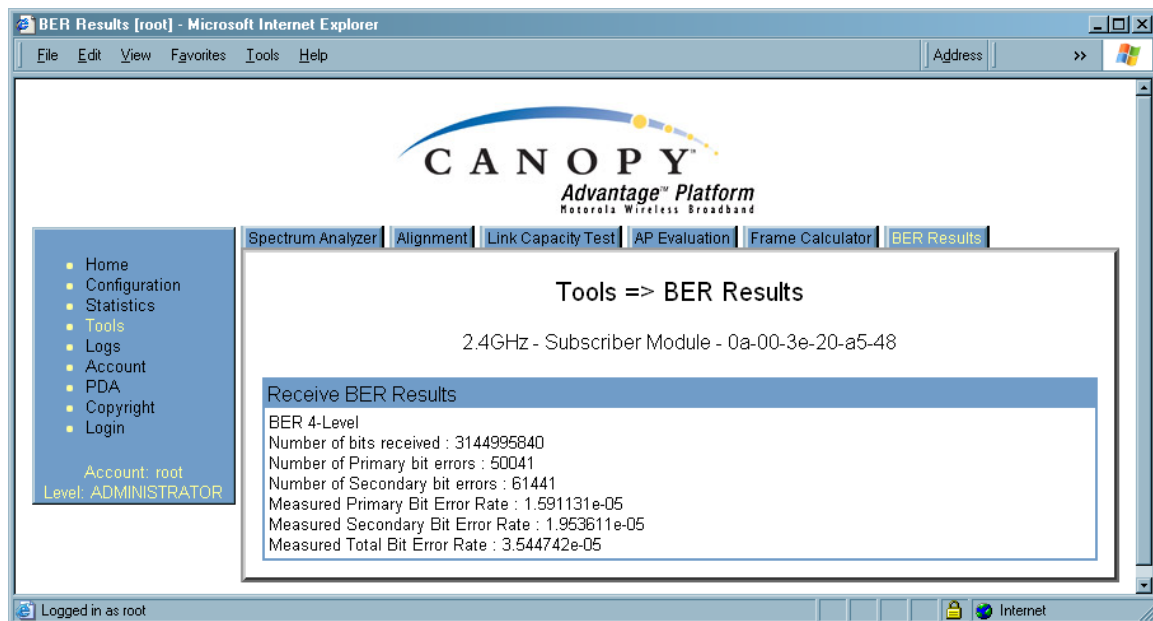 BER Results [root] - Microsoft Internet Explorer
File Edit View Favorites Tools Help Address >>
CANOPY™
Advantage™ Platform
Motorola Wireless Broadband
Spectrum Analyzer Alignment Link Capacity Test AP Evaluation Frame Calculator BER Results
Home
Configuration
Statistics
Tools
Logs
Account
PDA
Copyright
Login
Account: root
Level: ADMINISTRATOR
Tools => BER Results
2.4GHz - Subscriber Module - 0a-00-3e-20-a5-48
Receive BER Results
BER 4-Level
Number of bits received : 3144995840
Number of Primary bit errors : 50041
Number of Secondary bit errors : 61441
Measured Primary Bit Error Rate : 1.591131e-05
Measured Secondary Bit Error Rate : 1.953611e-05
Measured Total Bit Error Rate : 3.544742e-05
Logged in as root Internet